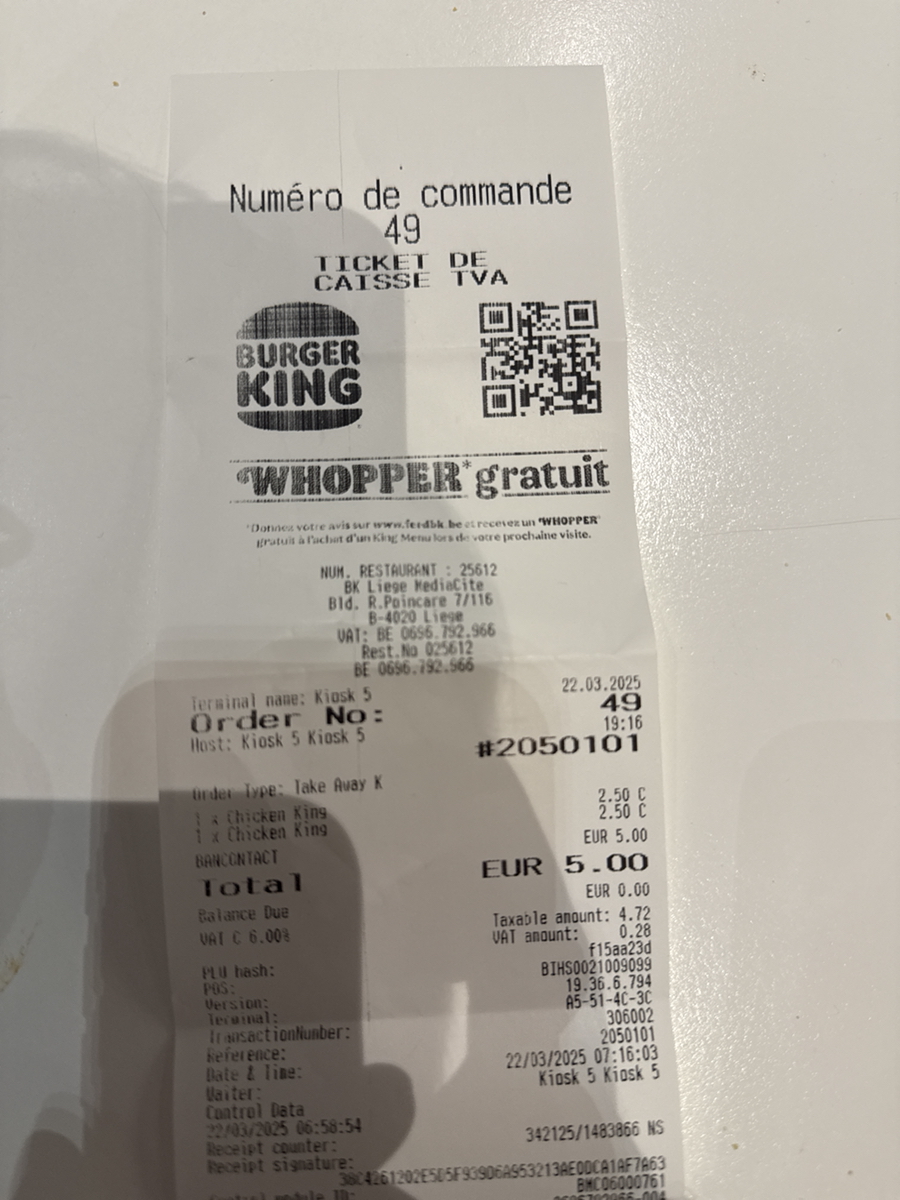 Numéro de commande
49
TICKET DE
CAISSE TVA
BURGER
KING
WHOPPER* gratuit
*Donnez votre avis sur www.feedbk.be et recevez un WHOPPER®
gratuit à l'achat d'un King Menu lors de votre prochaine visite.
NUM. RESTAURANT : 25612
BK Liege MediaCite
Bld. R.Poincare 7/116
B-4020 Liege
VAT: BE 0696.792.966
Rest.No 025612
BE 0696.792.966
22.03.2025
Terminal name: Kiosk 5
Order No: 49
19:16
Host: Kiosk 5 Kiosk 5
#2050101
Order Type: Take Away K
1 x Chicken King 2.50 C
1 x Chicken King 2.50 C
BANCONTACT EUR 5.00
Total EUR 5.00
Balance Due EUR 0.00
VAT C 6.00% Taxable amount: 4.72
VAT amount: 0.28
PLU hash: f15aa23d
POS: BIHS0021009099
Version: 19.36.6.794
Terminal: A5-51-4C-3C
TransactionNumber: 306002
Reference: 2050101
Date & Time: 22/03/2025 07:16:03
Waiter: Kiosk 5 Kiosk 5
Control Data
22/03/2025 06:58:54
Receipt counter: 342125/1483866 NS
Receipt signature:
38C4261202E5D5F939D6A953213AE0DCA1AF7A63
Control module ID: BMC06000761